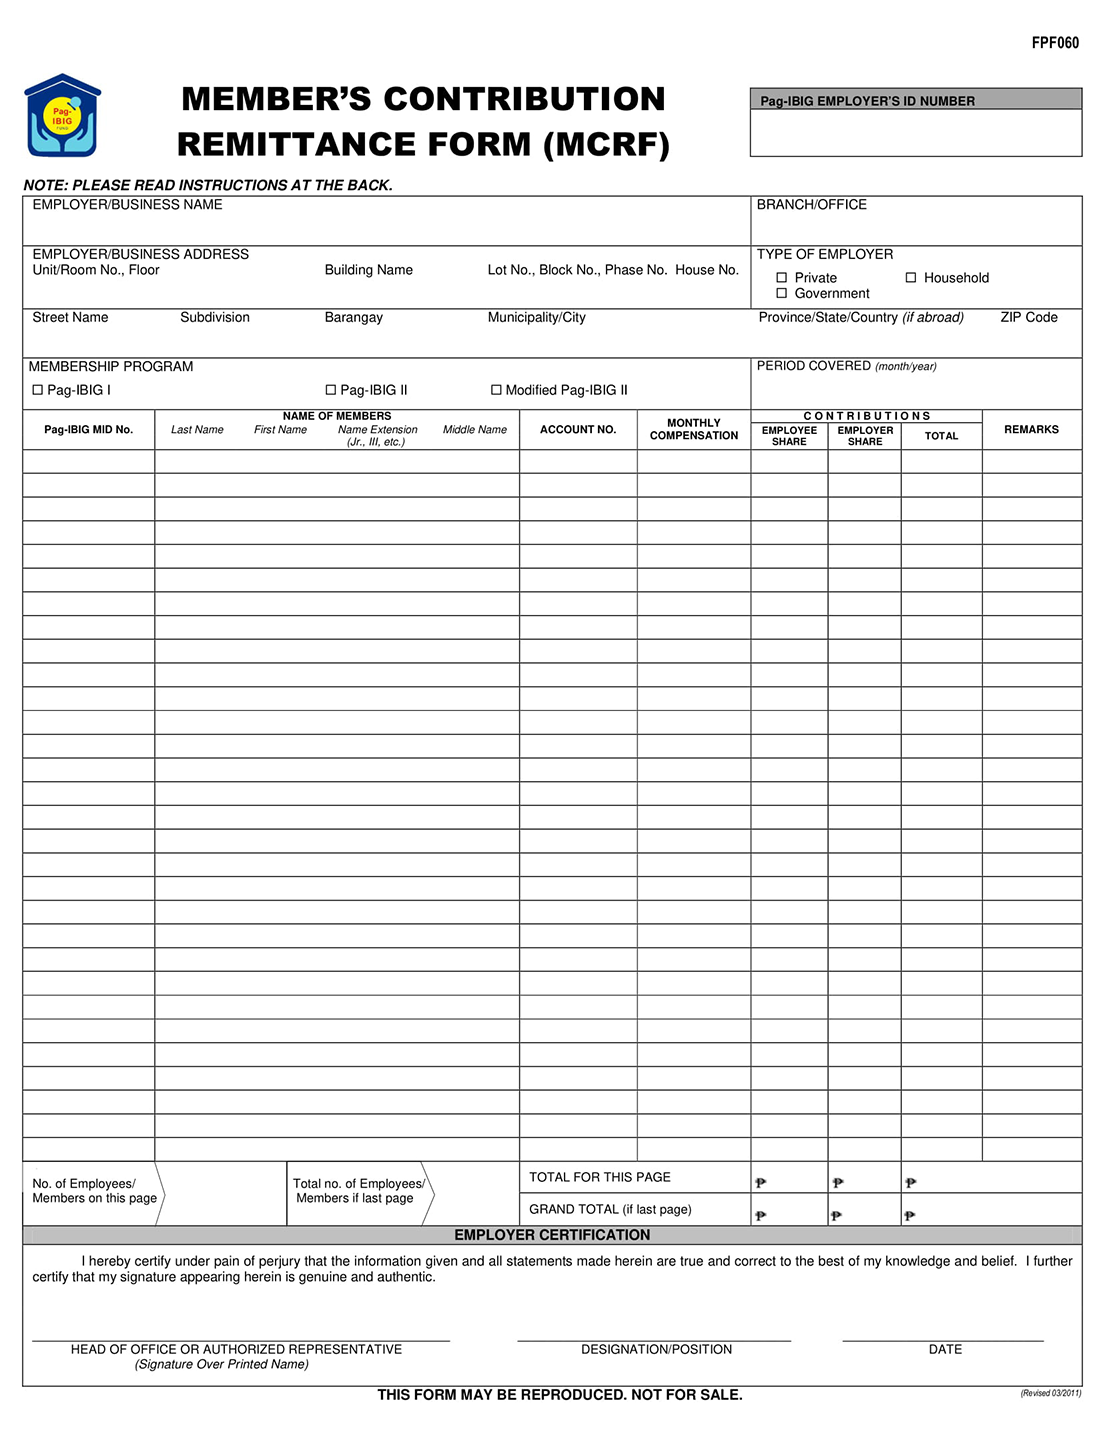 FPF060
Pag-
IBIG
FUND
MEMBER'S CONTRIBUTION
REMITTANCE FORM (MCRF)
Pag-IBIG EMPLOYER'S ID NUMBER
NOTE: PLEASE READ INSTRUCTIONS AT THE BACK.
EMPLOYER/BUSINESS NAME
BRANCH/OFFICE
EMPLOYER/BUSINESS ADDRESS
Unit/Room No., Floor Building Name Lot No., Block No., Phase No. House No.
TYPE OF EMPLOYER
☐ Private ☐ Household
☐ Government
Street Name Subdivision Barangay Municipality/City Province/State/Country (if abroad) ZIP Code
MEMBERSHIP PROGRAM
☐ Pag-IBIG I ☐ Pag-IBIG II ☐ Modified Pag-IBIG II
PERIOD COVERED (month/year)
Pag-IBIG MID No.
NAME OF MEMBERS
Last Name First Name Name Extension Middle Name
(Jr., III, etc.)
ACCOUNT NO.
MONTHLY
COMPENSATION
CONTRIBUTIONS
EMPLOYEE
SHARE
EMPLOYER
SHARE
TOTAL
REMARKS
No. of Employees/
Members on this page
Total no. of Employees/
Members if last page
TOTAL FOR THIS PAGE ₱ ₱ ₱
GRAND TOTAL (if last page) ₱ ₱ ₱
EMPLOYER CERTIFICATION
I hereby certify under pain of perjury that the information given and all statements made herein are true and correct to the best of my knowledge and belief. I further
certify that my signature appearing herein is genuine and authentic.
HEAD OF OFFICE OR AUTHORIZED REPRESENTATIVE DESIGNATION/POSITION DATE
(Signature Over Printed Name)
THIS FORM MAY BE REPRODUCED. NOT FOR SALE.
(Revised 03/2011)